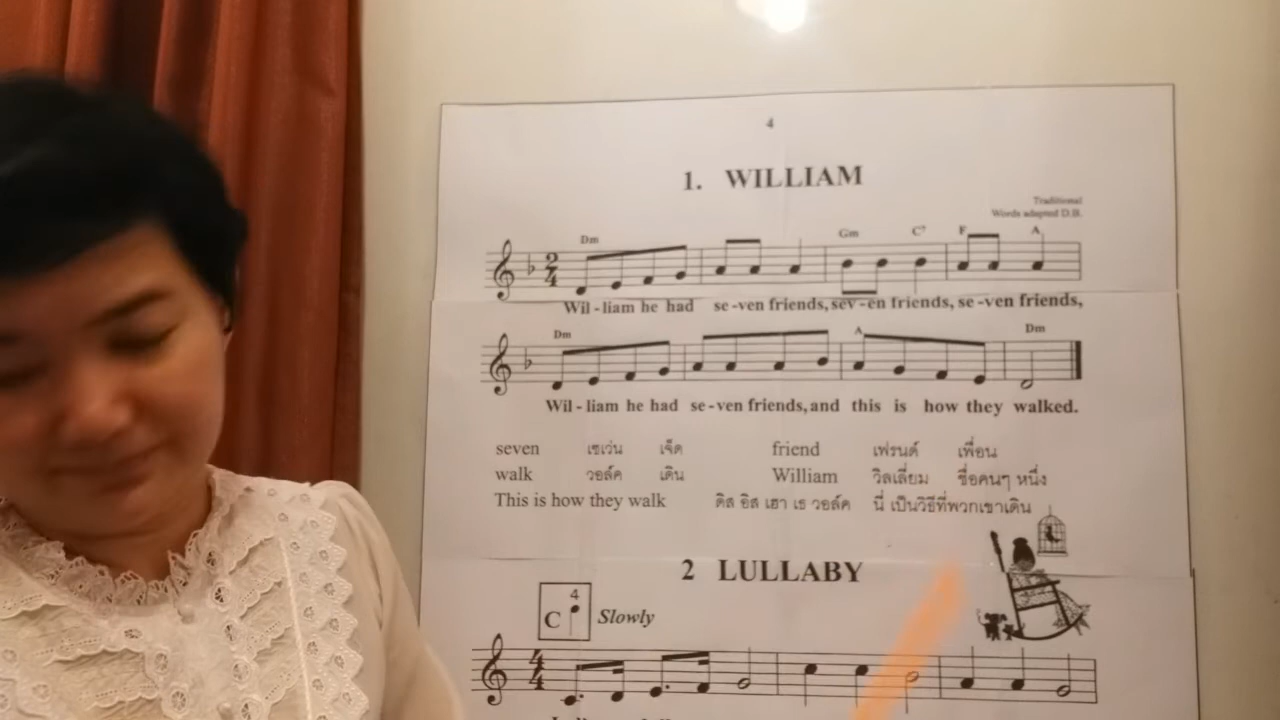 4
1. WILLIAM
Traditional
Words adapted D.B.
Dm Gm C7 F A
2 4
Wil-liam he had se-ven friends, sev-en friends, se-ven friends,
Dm A Dm
Wil-liam he had se-ven friends, and this is how they walked.
seven เซเว่น เจ็ด friend เฟรนด์ เพื่อน
walk วอล์ค เดิน William วิลเลี่ยม ชื่อคนๆ หนึ่ง
This is how they walk ดิส อิส เฮา เธ วอล์ค นี่ เป็นวิธีที่พวกเขาเดิน
2 LULLABY
C 4 Slowly
4 4